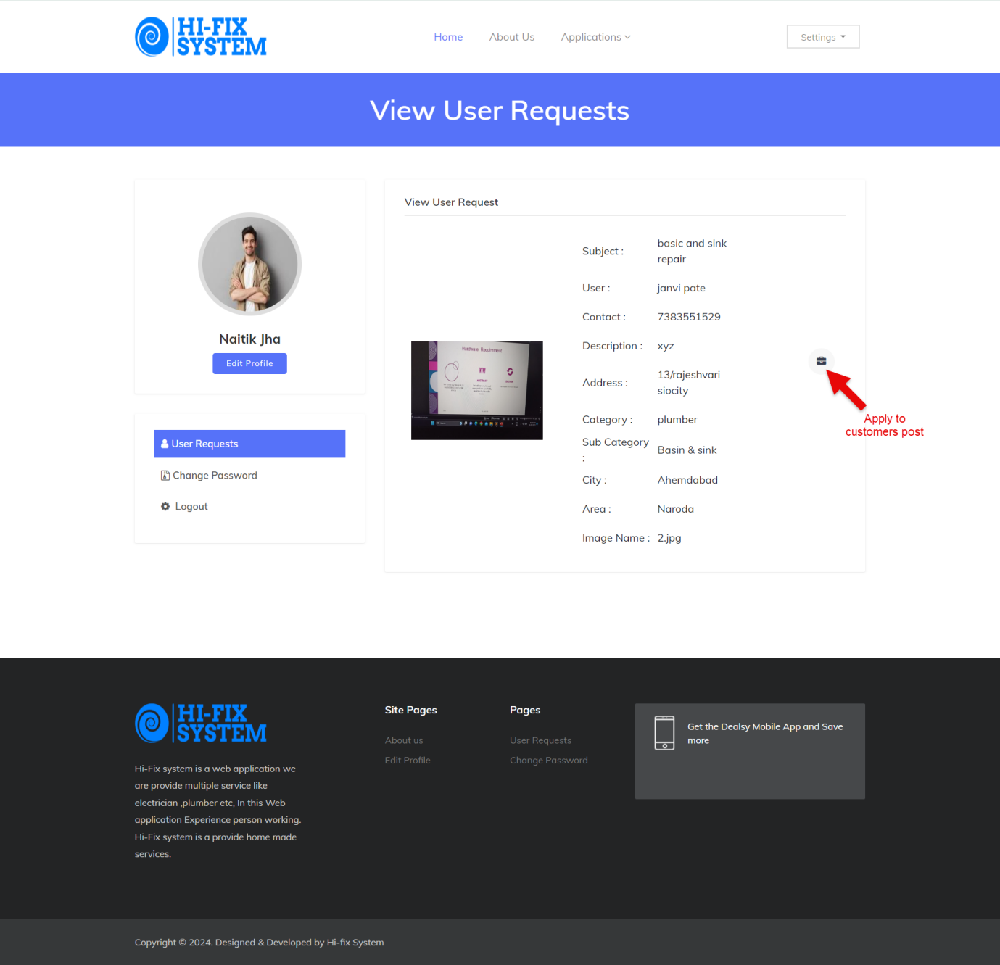 HI-FIX
SYSTEM
Home
About Us
Applications
Settings
View User Requests
Naitik Jha
Edit Profile
User Requests
Change Password
Logout
View User Request
Hardware Requirement
Subject :
basic and sink
repair
User :
janvi pate
Contact :
7383551529
Description :
xyz
Address :
13/rajeshvari
siocity
Category :
plumber
Sub Category
:
Basin & sink
City :
Ahemdabad
Area :
Naroda
Image Name :
2.jpg
Apply to
customers post
HI-FIX
SYSTEM
Hi-Fix system is a web application we
are provide multiple service like
electrician ,plumber etc, In this Web
application Experience person working.
Hi-Fix system is a provide home made
services.
Site Pages
About us
Edit Profile
Pages
User Requests
Change Password
Get the Dealsy Mobile App and Save
more
Copyright © 2024. Designed & Developed by Hi-fix System